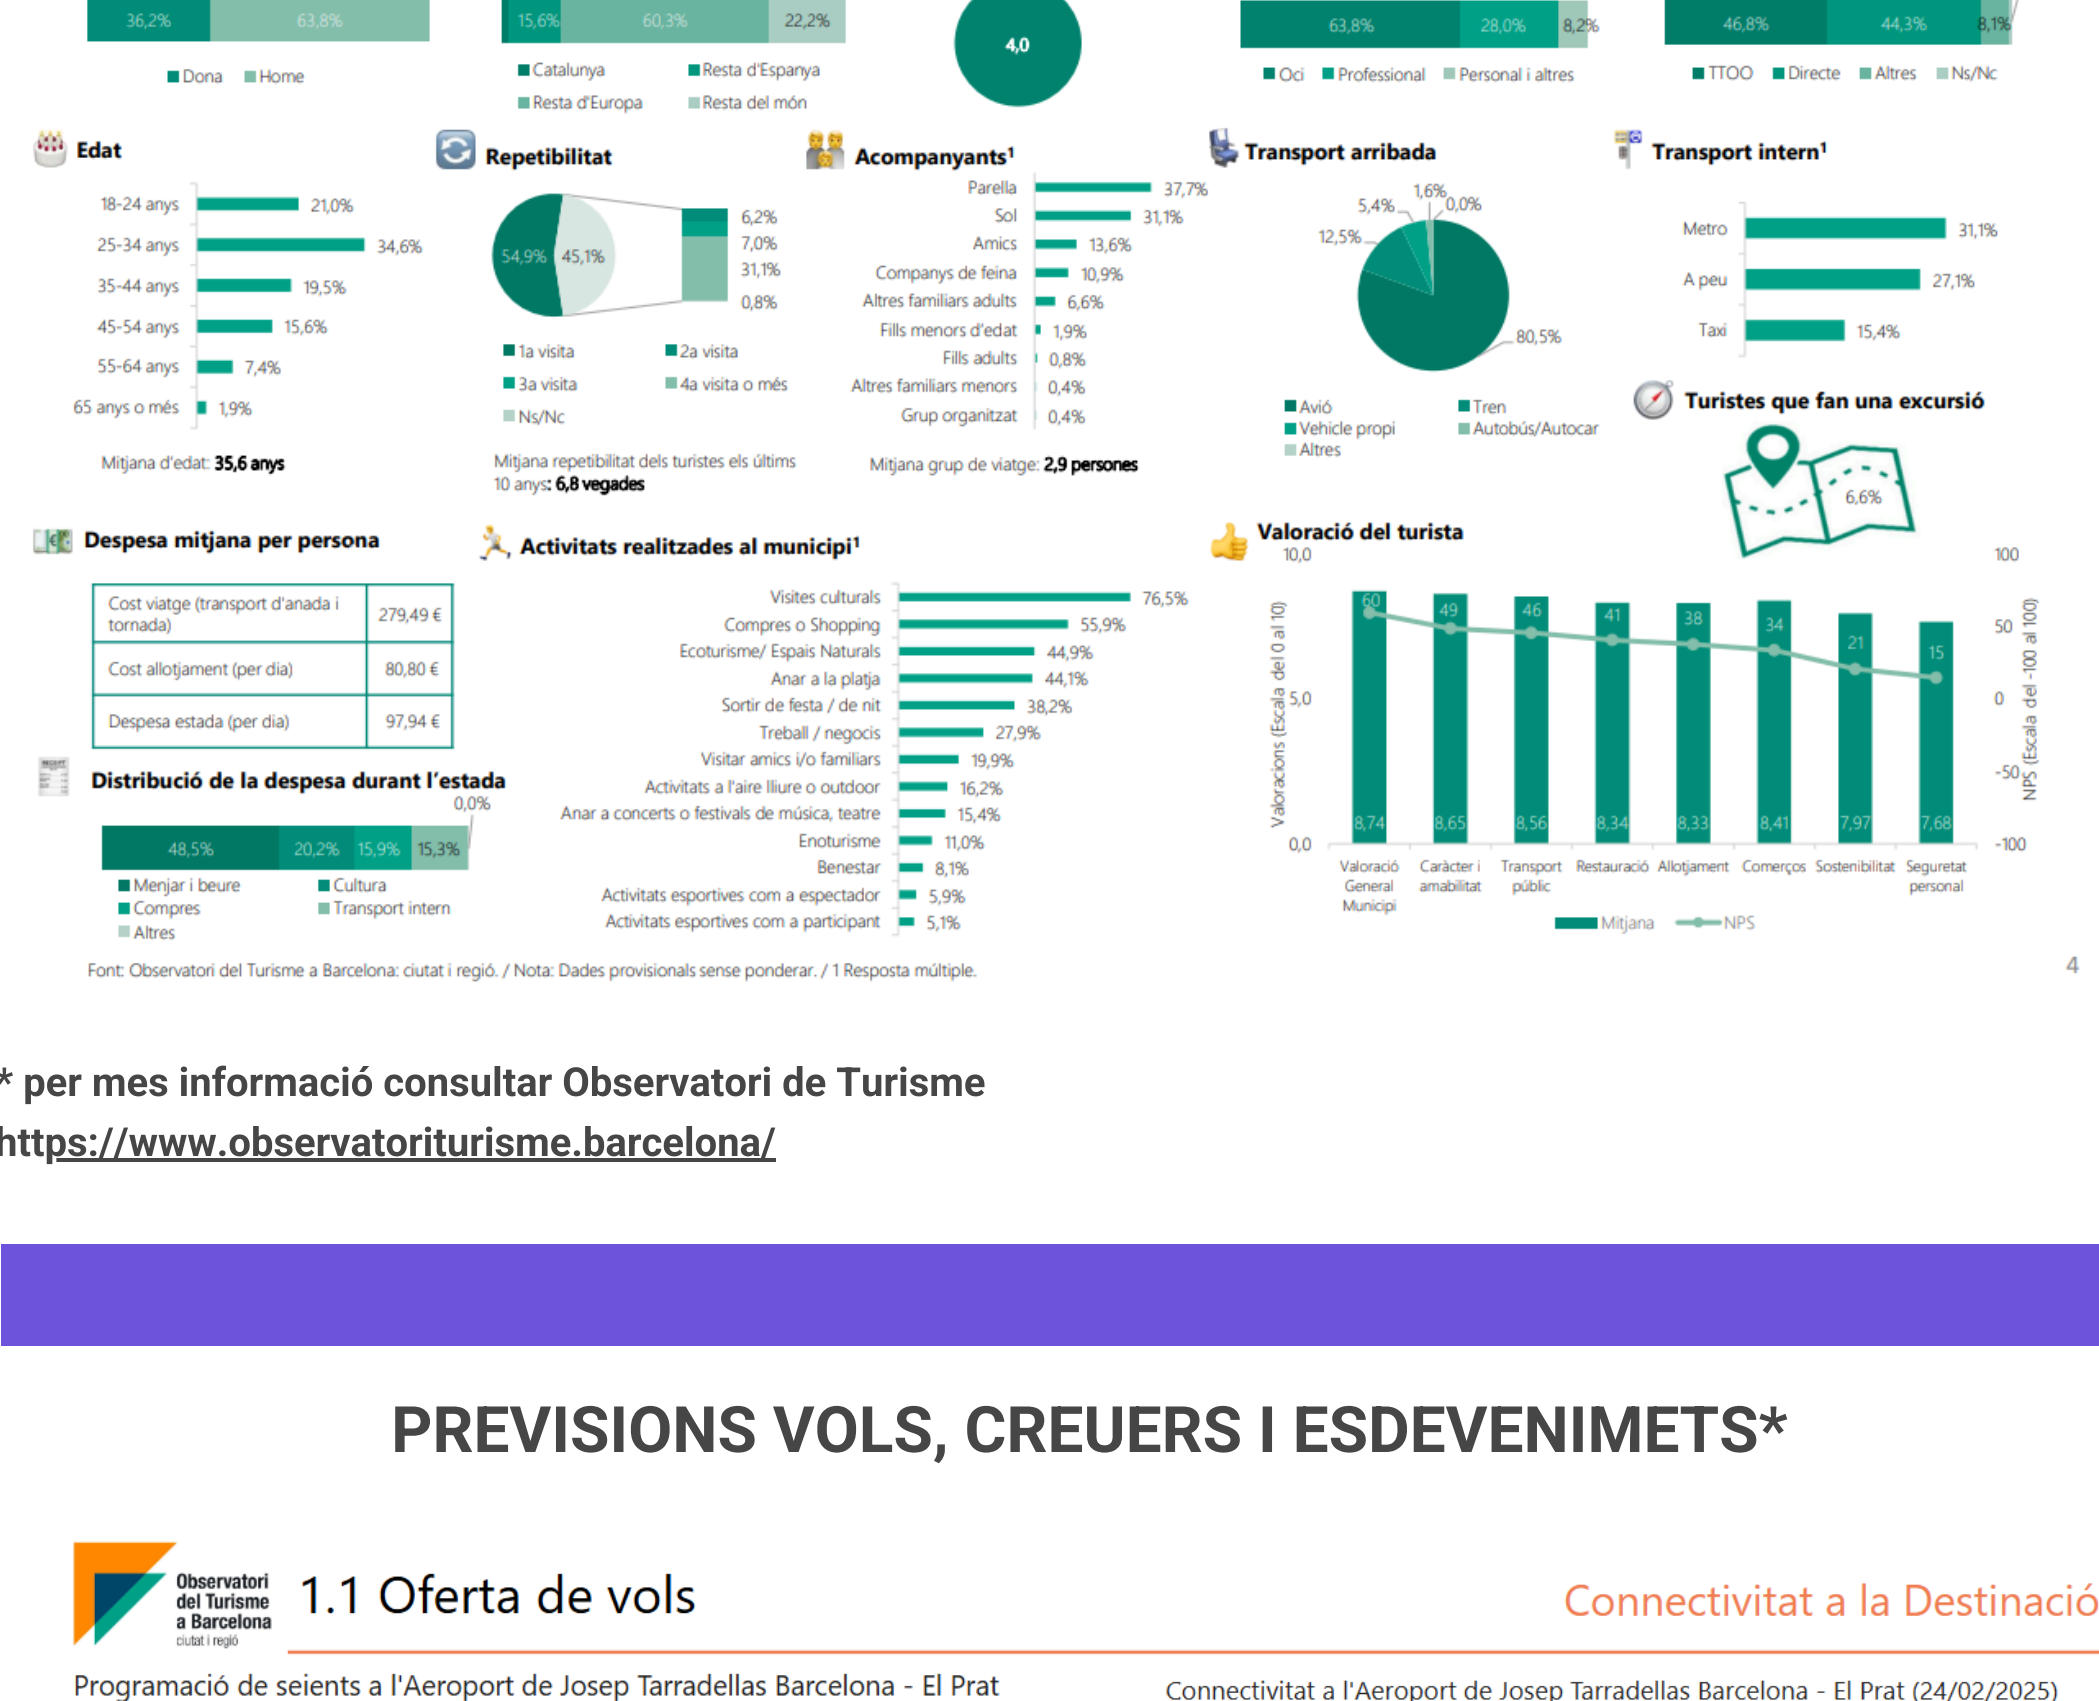 36,2% 63,8%
Dona Home
15,6% 60,3% 22,2%
Catalunya Resta d'Espanya
Resta d'Europa Resta del món
4,0
63,8% 28,0% 8,2%
Oci Professional Personal i altres
46,8% 44,3% 8,1%
TTOO Directe Altres Ns/Nc
Edat
18-24 anys 21,0%
25-34 anys 34,6%
35-44 anys 19,5%
45-54 anys 15,6%
55-64 anys 7,4%
65 anys o més 1,9%
Mitjana d'edat: 35,6 anys
Repetibilitat
54,9% 45,1%
6,2%
7,0%
31,1%
0,8%
1a visita 2a visita
3a visita 4a visita o més
Ns/Nc
Mitjana repetibilitat dels turistes els últims
10 anys: 6,8 vegades
Acompanyants¹
Parella 37,7%
Sol 31,1%
Amics 13,6%
Companys de feina 10,9%
Altres familiars adults 6,6%
Fills menors d'edat 1,9%
Fills adults 0,8%
Altres familiars menors 0,4%
Grup organitzat 0,4%
Mitjana grup de viatge: 2,9 persones
Transport arribada
1,6%
5,4% 0,0%
12,5%
80,5%
Avió Tren
Vehicle propi Autobús/Autocar
Altres
Transport intern¹
Metro 31,1%
A peu 27,1%
Taxi 15,4%
Turistes que fan una excursió
6,6%
Despesa mitjana per persona
Cost viatge (transport d'anada i
tornada) 279,49 €
Cost allotjament (per dia) 80,80 €
Despesa estada (per dia) 97,94 €
Distribució de la despesa durant l'estada
0,0%
48,5% 20,2% 15,9% 15,3%
Menjar i beure Cultura
Compres Transport intern
Altres
RECEIPT
Activitats realitzades al municipi¹
Visites culturals 76,5%
Compres o Shopping 55,9%
Ecoturisme/ Espais Naturals 44,9%
Anar a la platja 44,1%
Sortir de festa / de nit 38,2%
Treball / negocis 27,9%
Visitar amics i/o familiars 19,9%
Activitats a l'aire lliure o outdoor 16,2%
Anar a concerts o festivals de música, teatre 15,4%
Enoturisme 11,0%
Benestar 8,1%
Activitats esportives com a espectador 5,9%
Activitats esportives com a participant 5,1%
Valoració del turista
10,0 100
60 49 46 41 38 34 21 15
50
5,0 0
-50
8,74 8,65 8,56 8,34 8,33 8,41 7,97 7,68
0,0 -100
Valoracions (Escala del 0 al 10)
NPS (Escala del -100 al 100)
Valoració Caràcter i Transport Restauració Allotjament Comerços Sostenibilitat Seguretat
General amabilitat públic personal
Municipi
Mitjana NPS
Font: Observatori del Turisme a Barcelona: ciutat i regió. / Nota: Dades provisionals sense ponderar. / 1 Resposta múltiple.
4
* per mes informació consultar Observatori de Turisme
https://www.observatoriturisme.barcelona/
PREVISIONS VOLS, CREUERS I ESDEVENIMETS*
Observatori
del Turisme
a Barcelona
ciutat i regió
1.1 Oferta de vols
Connectivitat a la Destinació
Programació de seients a l'Aeroport de Josep Tarradellas Barcelona - El Prat
Connectivitat a l'Aeroport de Josep Tarradellas Barcelona - El Prat (24/02/2025)